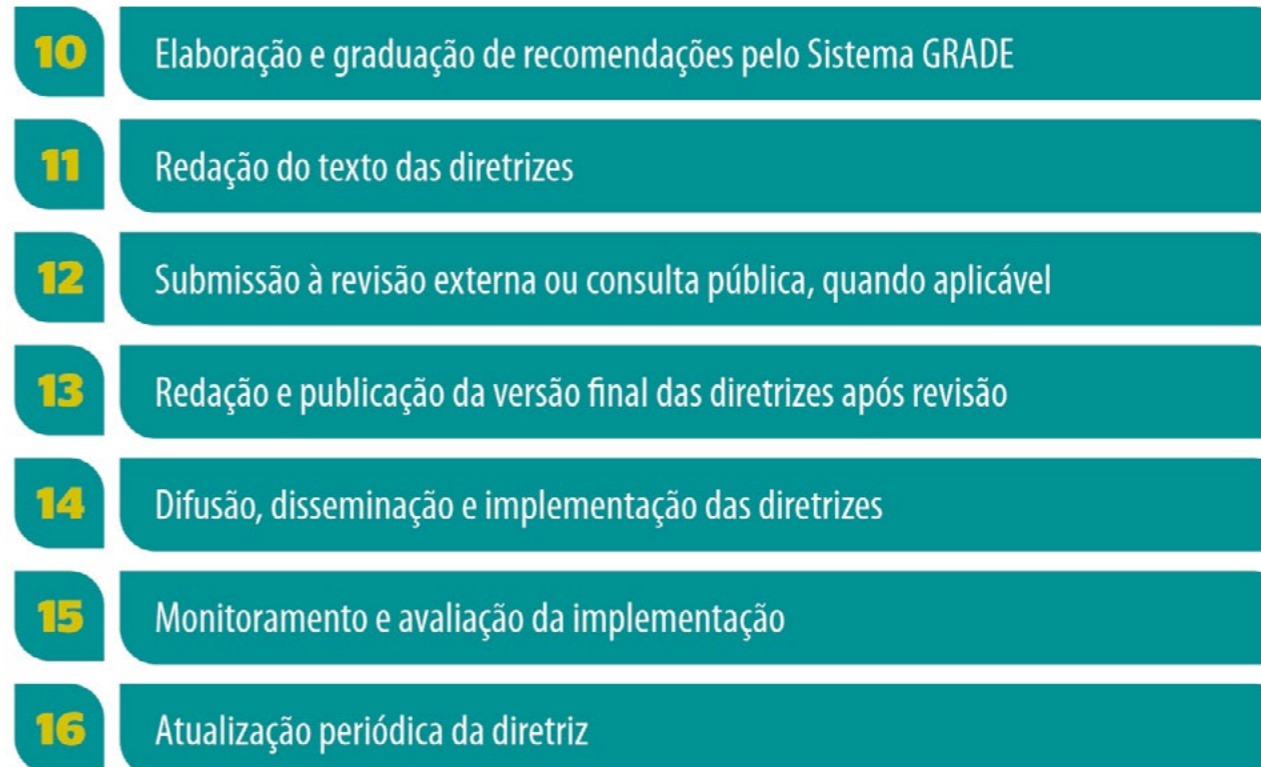 10 Elaboração e graduação de recomendações pelo Sistema GRADE
11 Redação do texto das diretrizes
12 Submissão à revisão externa ou consulta pública, quando aplicável
13 Redação e publicação da versão final das diretrizes após revisão
14 Difusão, disseminação e implementação das diretrizes
15 Monitoramento e avaliação da implementação
16 Atualização periódica da diretriz